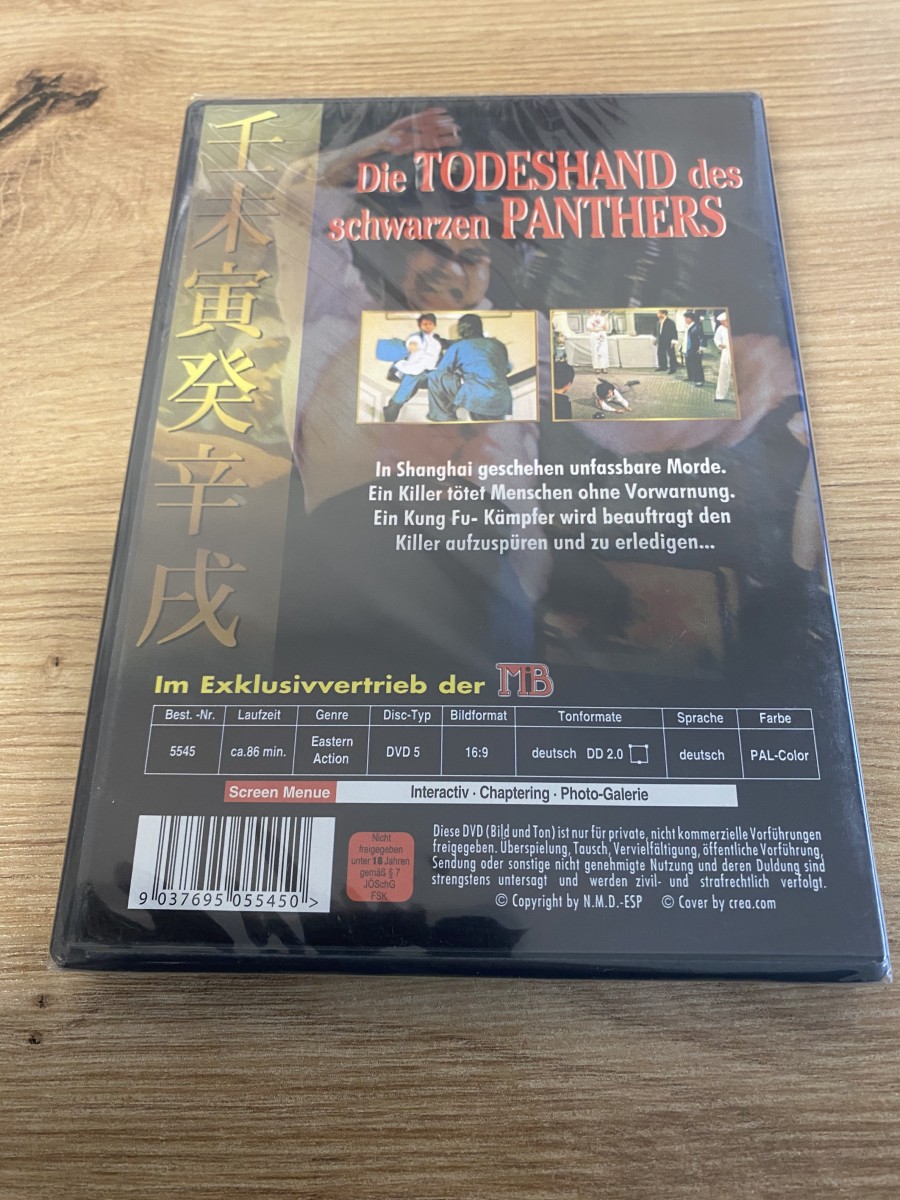 壬
未
寅
癸
辛
戌
Die TODESHAND des
schwarzen PANTHERS
In Shanghai geschehen unfassbare Morde.
Ein Killer tötet Menschen ohne Vorwarnung.
Ein Kung Fu- Kämpfer wird beauftragt den
Killer aufzuspüren und zu erledigen...
Im Exklusivvertrieb der MiB
Best. -Nr. Laufzeit Genre Disc-Typ Bildformat Tonformate Sprache Farbe
5545 ca.86 min. Eastern Action DVD 5 16:9 deutsch DD 2.0 deutsch PAL-Color
Screen Menue Interactiv · Chaptering · Photo-Galerie
9 037695 055450 >
Nicht
freigegeben
unter 18 Jahren
gemäß § 7
JÖSchG
FSK
Diese DVD (Bild und Ton) ist nur für private, nicht kommerzielle Vorführungen
freigegeben. Überspielung, Tausch, Vervielfältigung, öffentliche Vorführung,
Sendung oder sonstige nicht genehmigte Nutzung und deren Duldung sind
strengstens untersagt und werden zivil- und strafrechtlich verfolgt.
© Copyright by N.M.D.-ESP © Cover by crea.com